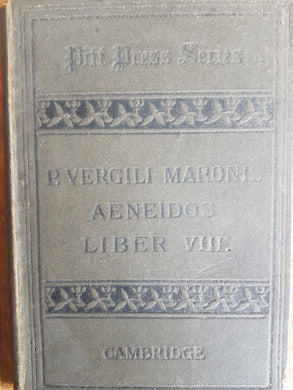 Pitt Press Series
P. VERGILI MARONIS
AENEIDOS
LIBER VIII.
CAMBRIDGE